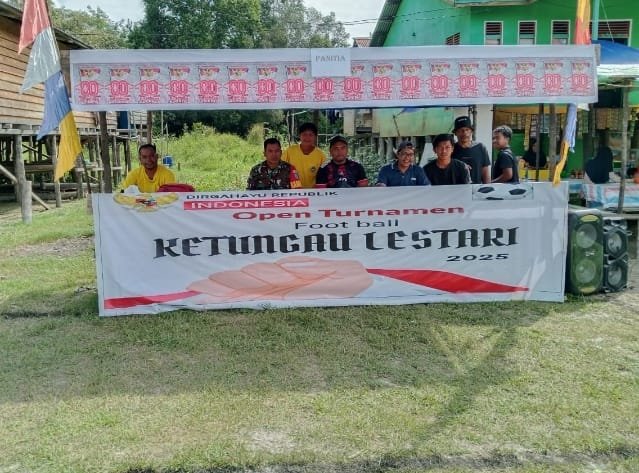 PANITIA
80 80 80 80 80 80 80 80 80 80 80 80 80 80 80 80 80
DIRGAHAYU REPUBLIK
INDONESIA
Open Turnamen
Foot ball
KETUNGAU LESTARI
2025